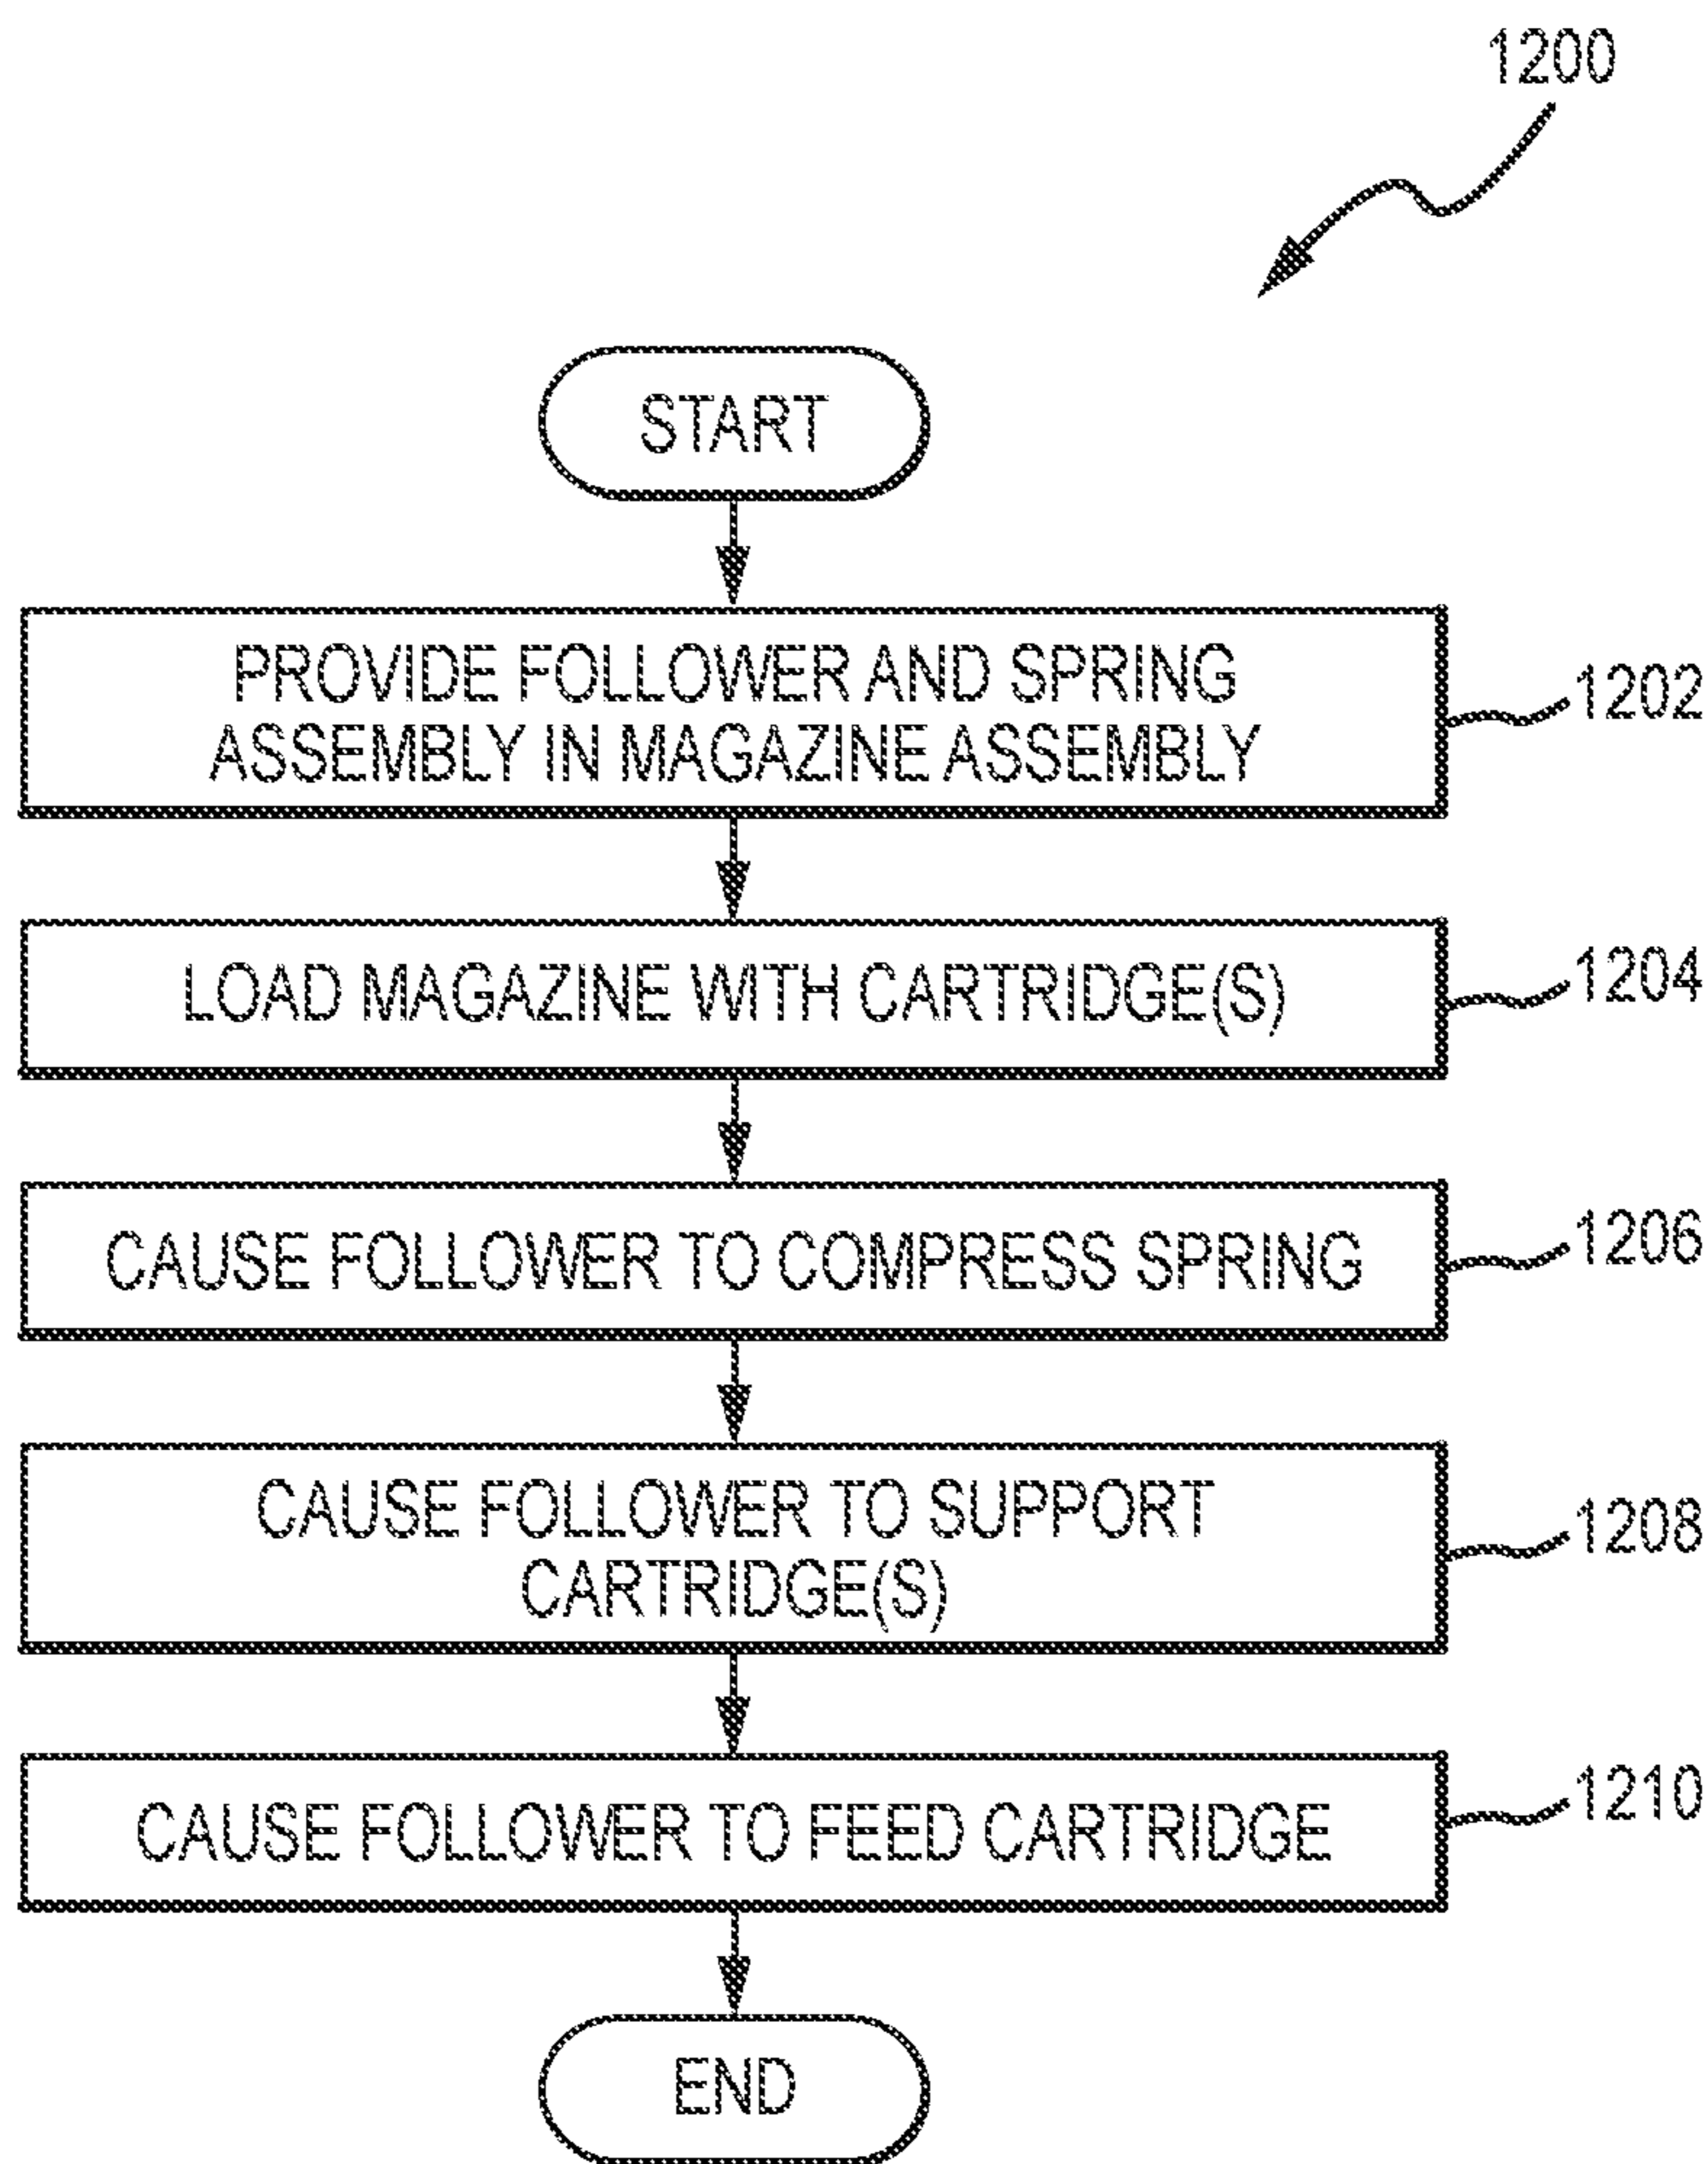 1200
START
PROVIDE FOLLOWER AND SPRING
ASSEMBLY IN MAGAZINE ASSEMBLY
1202
LOAD MAGAZINE WITH CARTRIDGE(S)
1204
CAUSE FOLLOWER TO COMPRESS SPRING
1206
CAUSE FOLLOWER TO SUPPORT
CARTRIDGE(S)
1208
CAUSE FOLLOWER TO FEED CARTRIDGE
1210
END